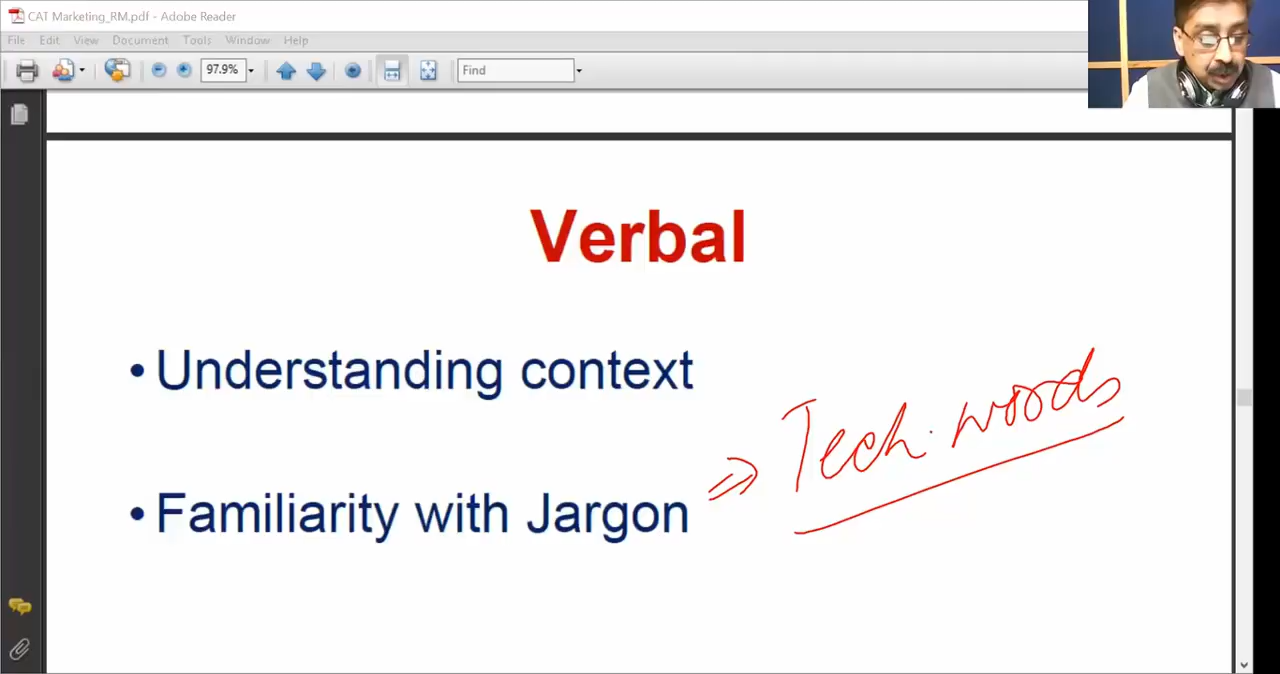 CAT Marketing_RM.pdf - Adobe Reader
File Edit View Document Tools Window Help
97.9% Find
Verbal
• Understanding context
⇒ Tech. words
• Familiarity with Jargon